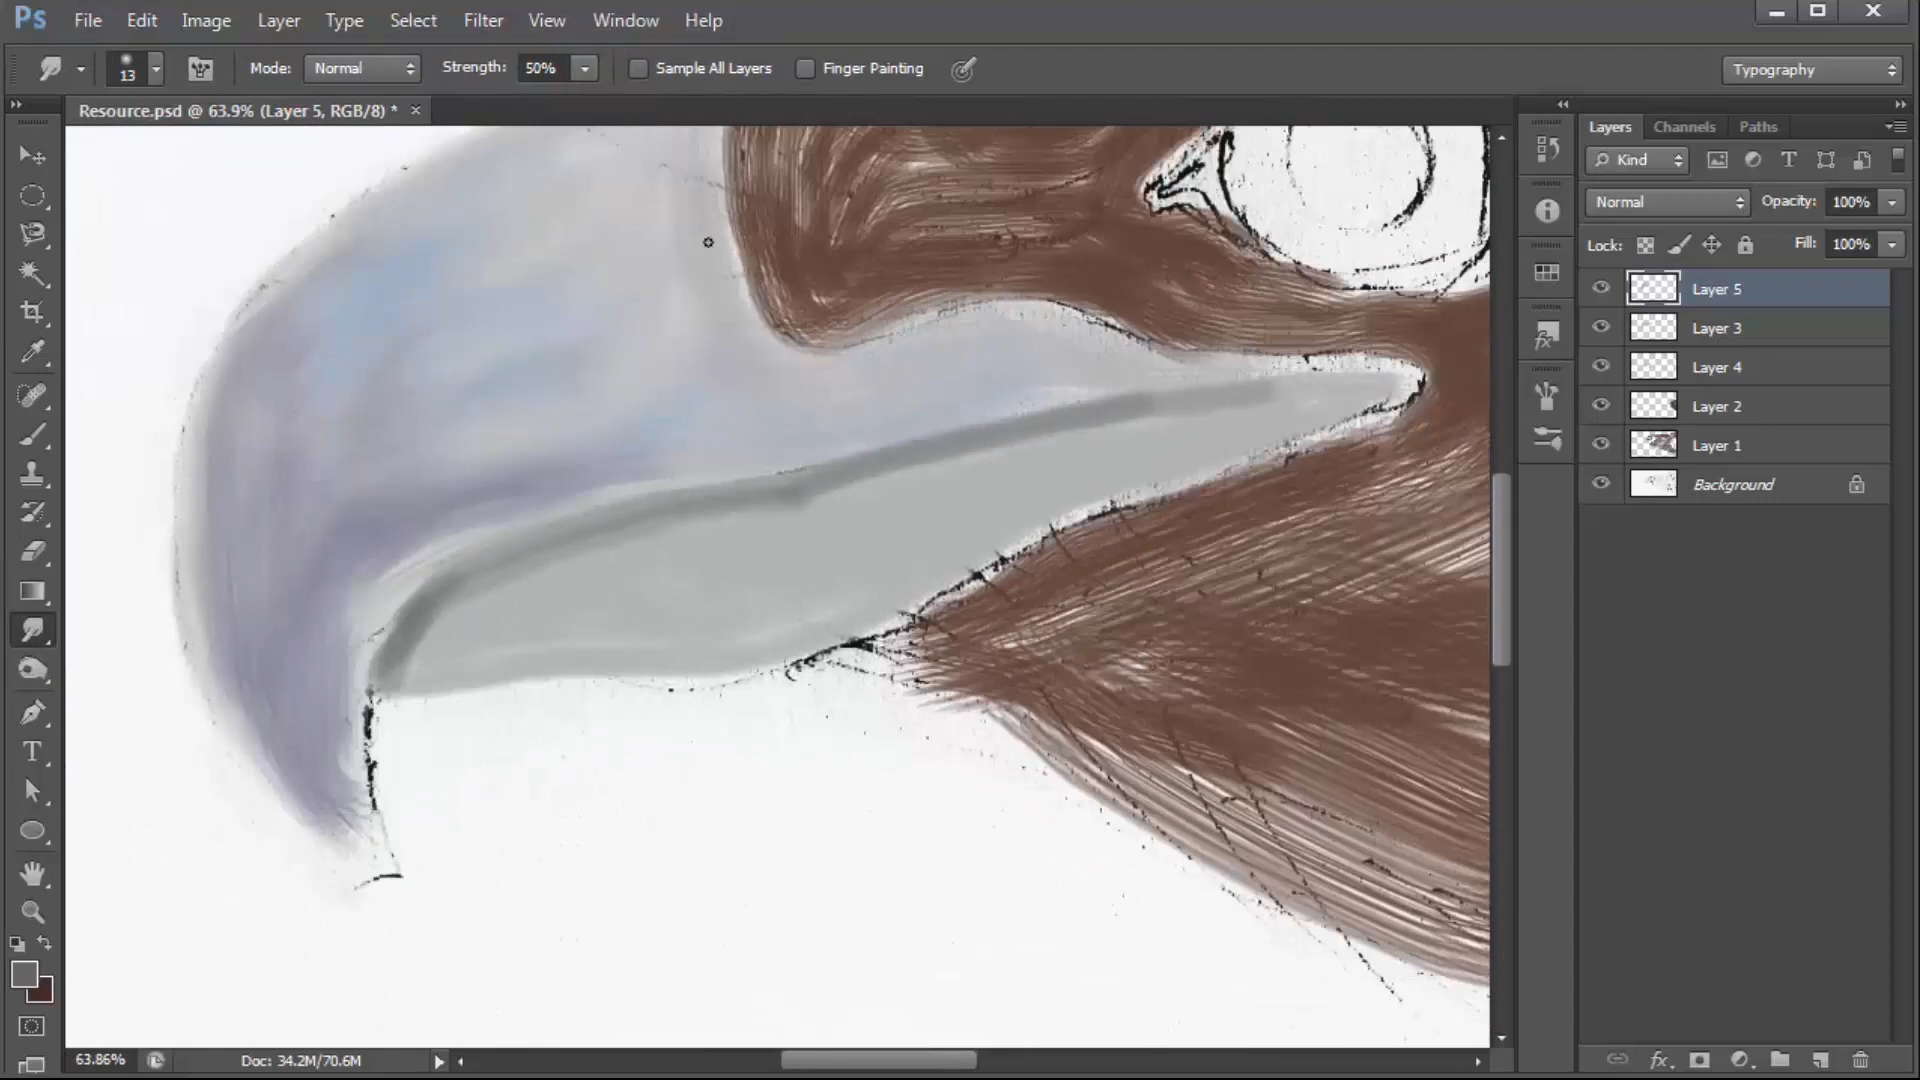 Ps File Edit Image Layer Type Select Filter View Window Help
13 Mode: Normal Strength: 50% Sample All Layers Finger Painting Typography
Resource.psd @ 63.9% (Layer 5, RGB/8) * ×
Layers Channels Paths
Kind
Normal Opacity: 100%
Lock: Fill: 100%
Layer 5
Layer 3
Layer 4
Layer 2
Layer 1
Background
63.86% Doc: 34.2M/70.6M